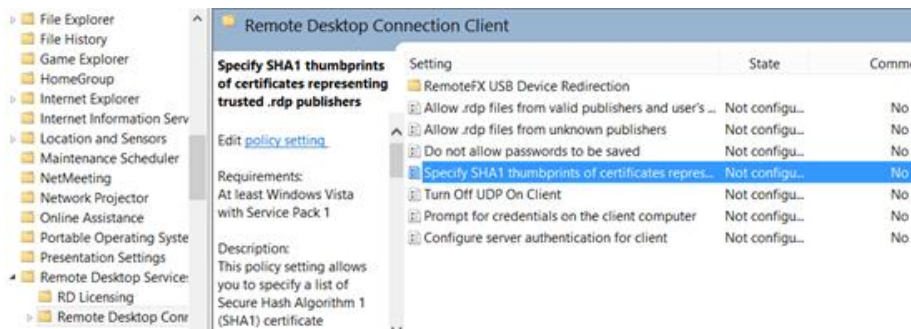 File Explorer
File History
Game Explorer
HomeGroup
Internet Explorer
Internet Information Serv
Location and Sensors
Maintenance Scheduler
NetMeeting
Network Projector
Online Assistance
Portable Operating Syste
Presentation Settings
Remote Desktop Service
RD Licensing
Remote Desktop Conr
Remote Desktop Connection Client
Specify SHA1 thumbprints
of certificates representing
trusted .rdp publishers
Edit policy setting
Requirements:
At least Windows Vista
with Service Pack 1
Description:
This policy setting allows
you to specify a list of
Secure Hash Algorithm 1
(SHA1) certificate
Setting State Comme
RemoteFX USB Device Redirection
Allow .rdp files from valid publishers and user's ... Not configu... No
Allow .rdp files from unknown publishers Not configu... No
Do not allow passwords to be saved Not configu... No
Specify SHA1 thumbprints of certificates repres... Not configu... No
Turn Off UDP On Client Not configu... No
Prompt for credentials on the client computer Not configu... No
Configure server authentication for client Not configu... No